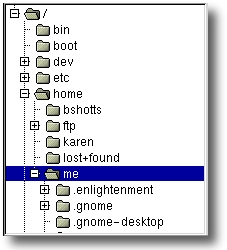 /
bin
boot
dev
etc
home
bshotts
ftp
karen
lost+found
me
.enlightenment
.gnome
.gnome-desktop